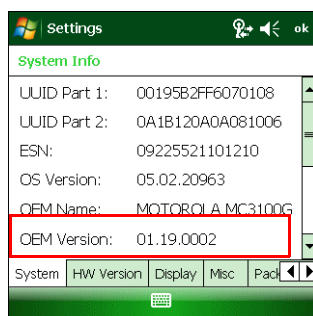 Settings ok
System Info
UUID Part 1: 00195B2FF6070108
UUID Part 2: 0A1B120A0A081006
ESN: 09225521101210
OS Version: 05.02.20963
OEM Name: MOTOROLA MC3100G
OEM Version: 01.19.0002
System HW Version Display Misc Pack